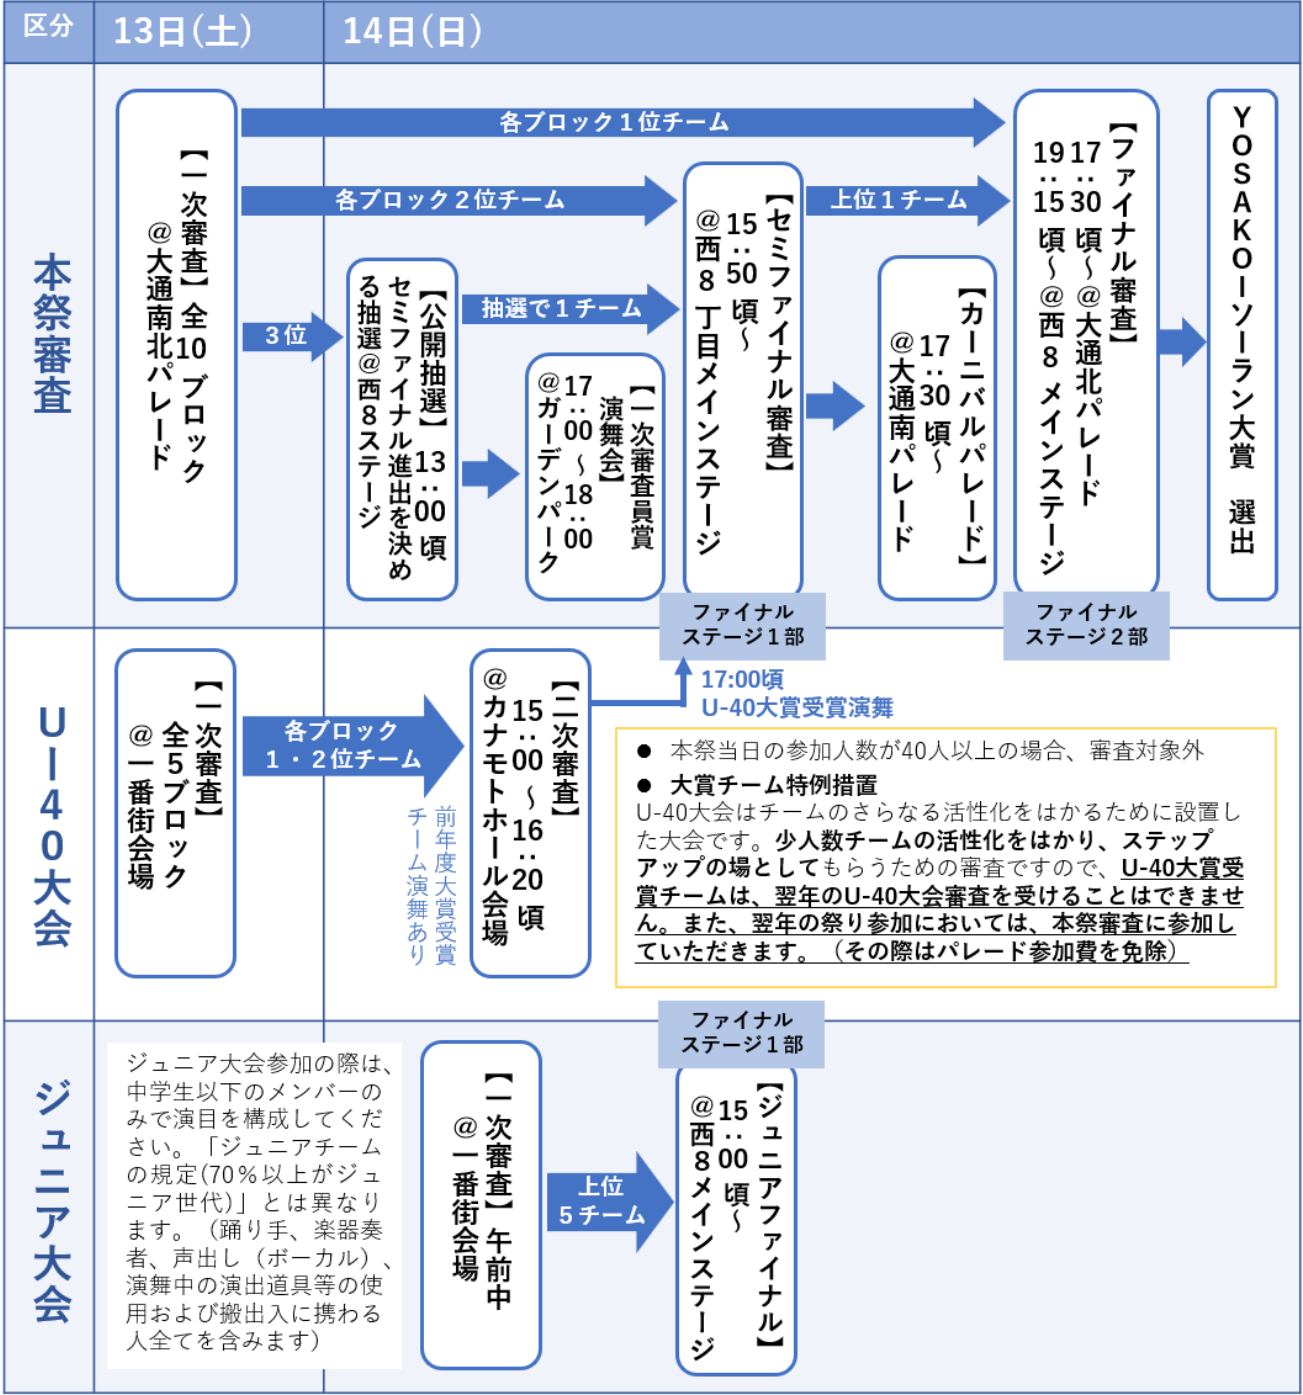 区分
13日(土)
14日(日)
本祭審査
【一次審査】全10ブロック
@大通南北パレード
各ブロック１位チーム
各ブロック２位チーム
３位
【公開抽選】13:00頃
セミファイナル進出を決め
る抽選@西８ステージ
抽選で１チーム
【一次審査員賞
演舞会】
17:00～18:00
@ガーデンパーク
【セミファイナル審査】
15:50頃～
@西８丁目メインステージ
ファイナル
ステージ１部
上位１チーム
【カーニバルパレード】
17:30頃～
@大通南パレード
【ファイナル審査】
17:30頃～@大通北パレード
19:15頃～@西８メインステージ
ファイナル
ステージ２部
YOSAKOIソーラン大賞　選出
U-40大会
【一次審査】
全５ブロック
@一番街会場
各ブロック
１・２位チーム
前年度大賞受賞
チーム演舞あり
【二次審査】
15:00～16:20頃
@カナモトホール会場
17:00頃
U-40大賞受賞演舞
● 本祭当日の参加人数が40人以上の場合、審査対象外
● 大賞チーム特例措置
U-40大会はチームのさらなる活性化をはかるために設置し
た大会です。少人数チームの活性化をはかり、ステップ
アップの場としてもらうための審査ですので、U-40大賞受
賞チームは、翌年のU-40大会審査を受けることはできませ
ん。また、翌年の祭り参加においては、本祭審査に参加し
ていただきます。（その際はパレード参加費を免除）
ジュニア大会
ジュニア大会参加の際は、
中学生以下のメンバーの
みで演目を構成してくだ
さい。「ジュニアチーム
の規定(70％以上がジュ
ニア世代)」とは異なり
ます。（踊り手、楽器奏
者、声出し（ボーカル）、
演舞中の演出道具等の使
用および搬出入に携わる
人全てを含みます）
【一次審査】午前中
@一番街会場
上位
５チーム
ファイナル
ステージ１部
【ジュニアファイナル】
15:00頃～
@西８メインステージ